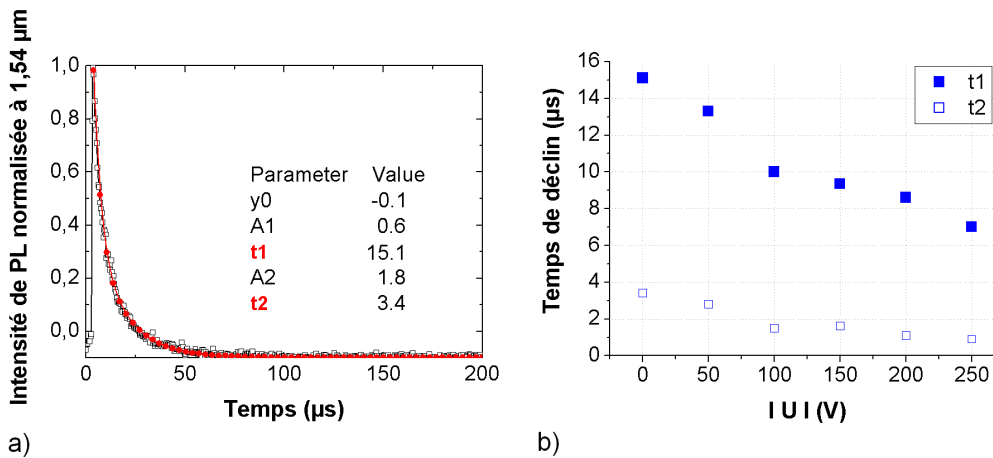 Intensité de PL normalisée à 1,54 µm
1,0
0,8
0,6
0,4
0,2
0,0
0
50
100
150
200
Temps (µs)
Parameter Value
y0 -0.1
A1 0.6
t1 15.1
A2 1.8
t2 3.4
a)
Temps de déclin (µs)
16
14
12
10
8
6
4
2
0
0
50
100
150
200
250
I U I (V)
t1
t2
b)